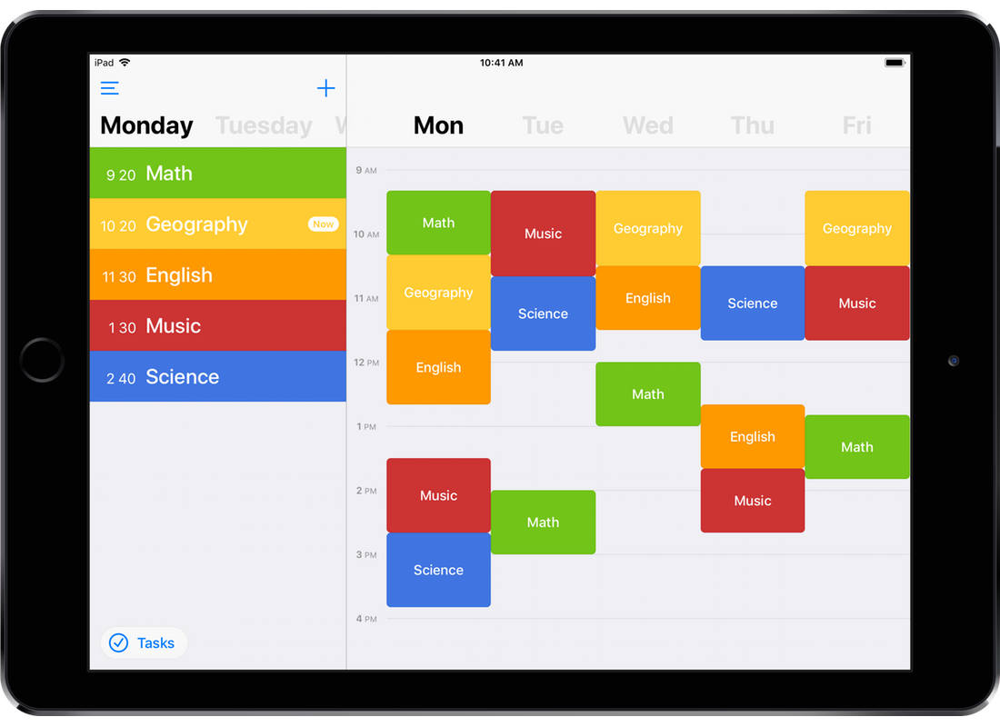 iPad
10:41 AM
Monday Tuesday W
9 20 Math
10 20 Geography Now
11 30 English
1 30 Music
2 40 Science
Tasks
Mon Tue Wed Thu Fri
9 AM
Math Music Geography Geography
10 AM
Geography Science English Science Music
11 AM
English
12 PM
Math
English Math
1 PM
Music Math Music
2 PM
Science
3 PM
4 PM